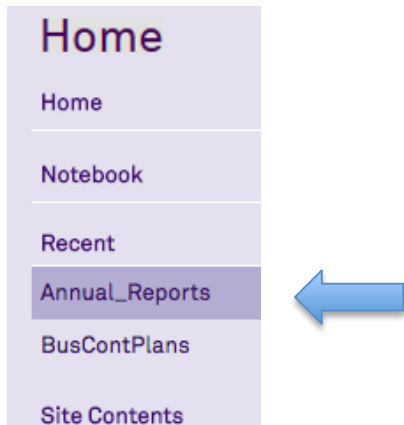 Home
Home
Notebook
Recent
Annual_Reports
BusContPlans
Site Contents